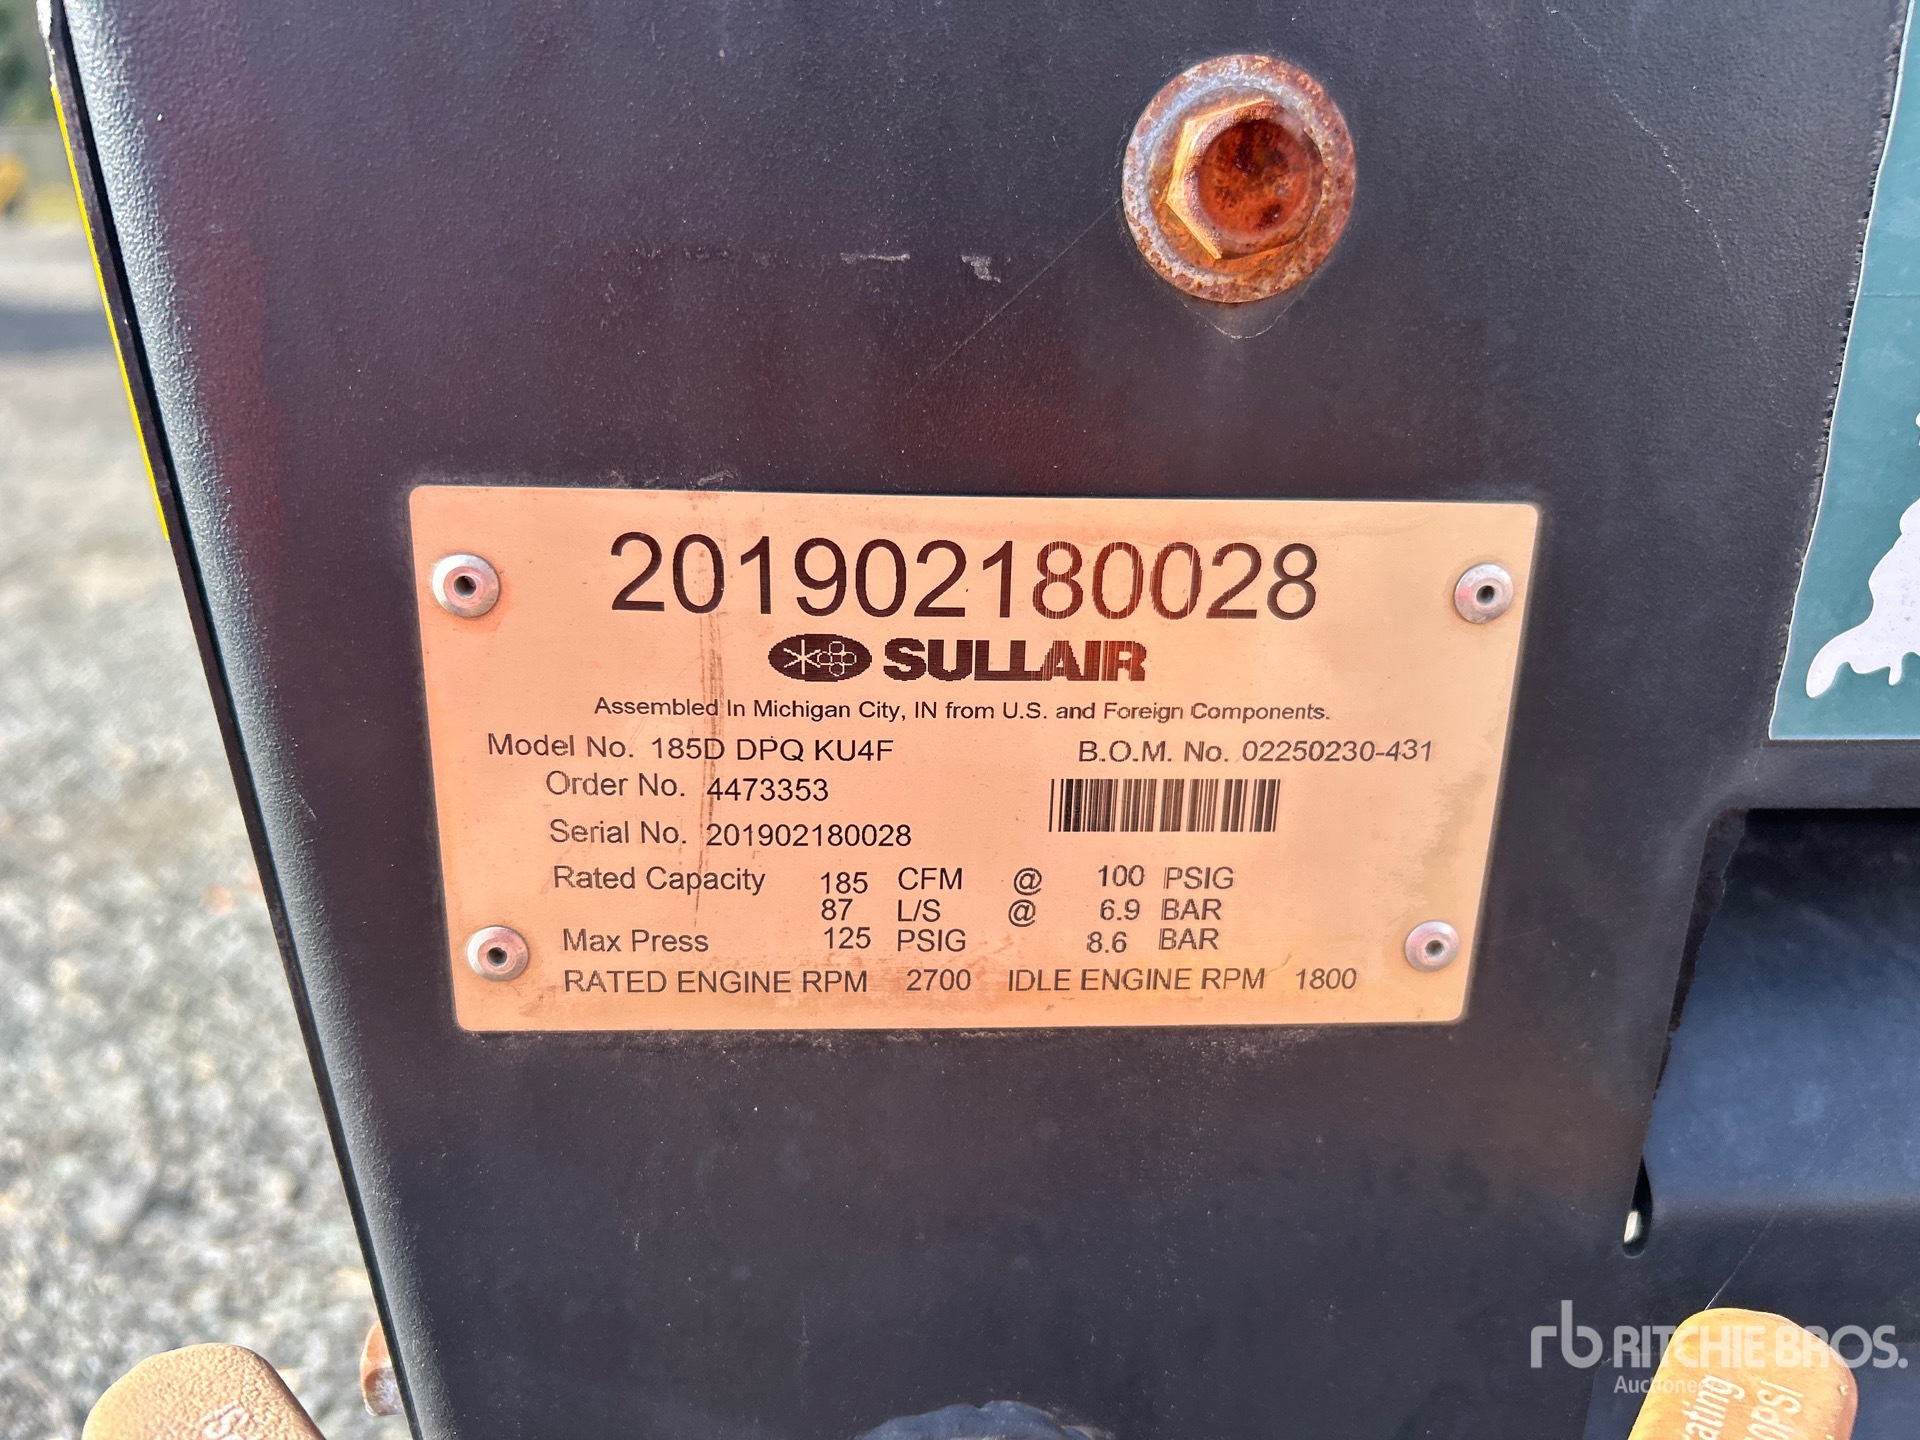 201902180028
SULLAIR
Assembled In Michigan City, IN from U.S. and Foreign Components.
Model No. 185D DPQ KU4F B.O.M. No. 02250230-431
Order No. 4473353
Serial No. 201902180028
Rated Capacity 185 CFM @ 100 PSIG
87 L/S @ 6.9 BAR
Max Press 125 PSIG 8.6 BAR
RATED ENGINE RPM 2700 IDLE ENGINE RPM 1800
rb RITCHIE BROS.
Auctioneers